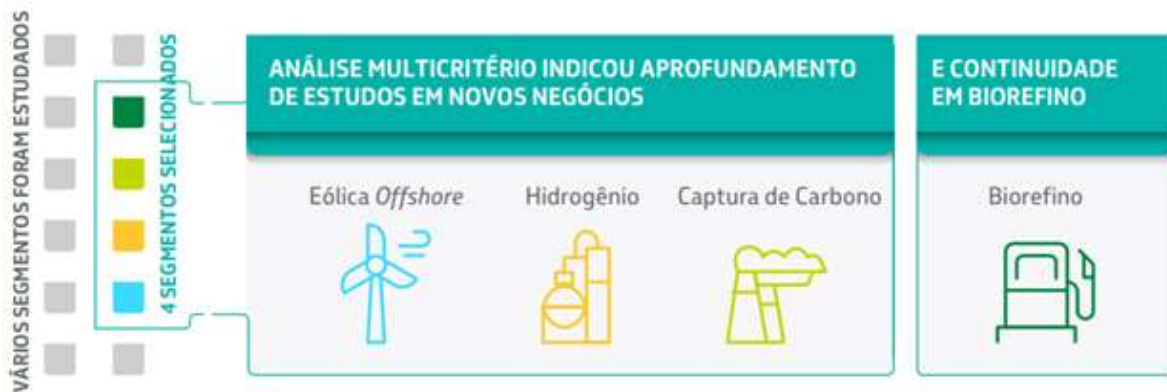 VÁRIOS SEGMENTOS FORAM ESTUDADOS
4 SEGMENTOS SELECIONADOS
ANÁLISE MULTICRITÉRIO INDICOU APROFUNDAMENTO
DE ESTUDOS EM NOVOS NEGÓCIOS
Eólica Offshore
Hidrogênio
Captura de Carbono
E CONTINUIDADE
EM BIOREFINO
Biorefino